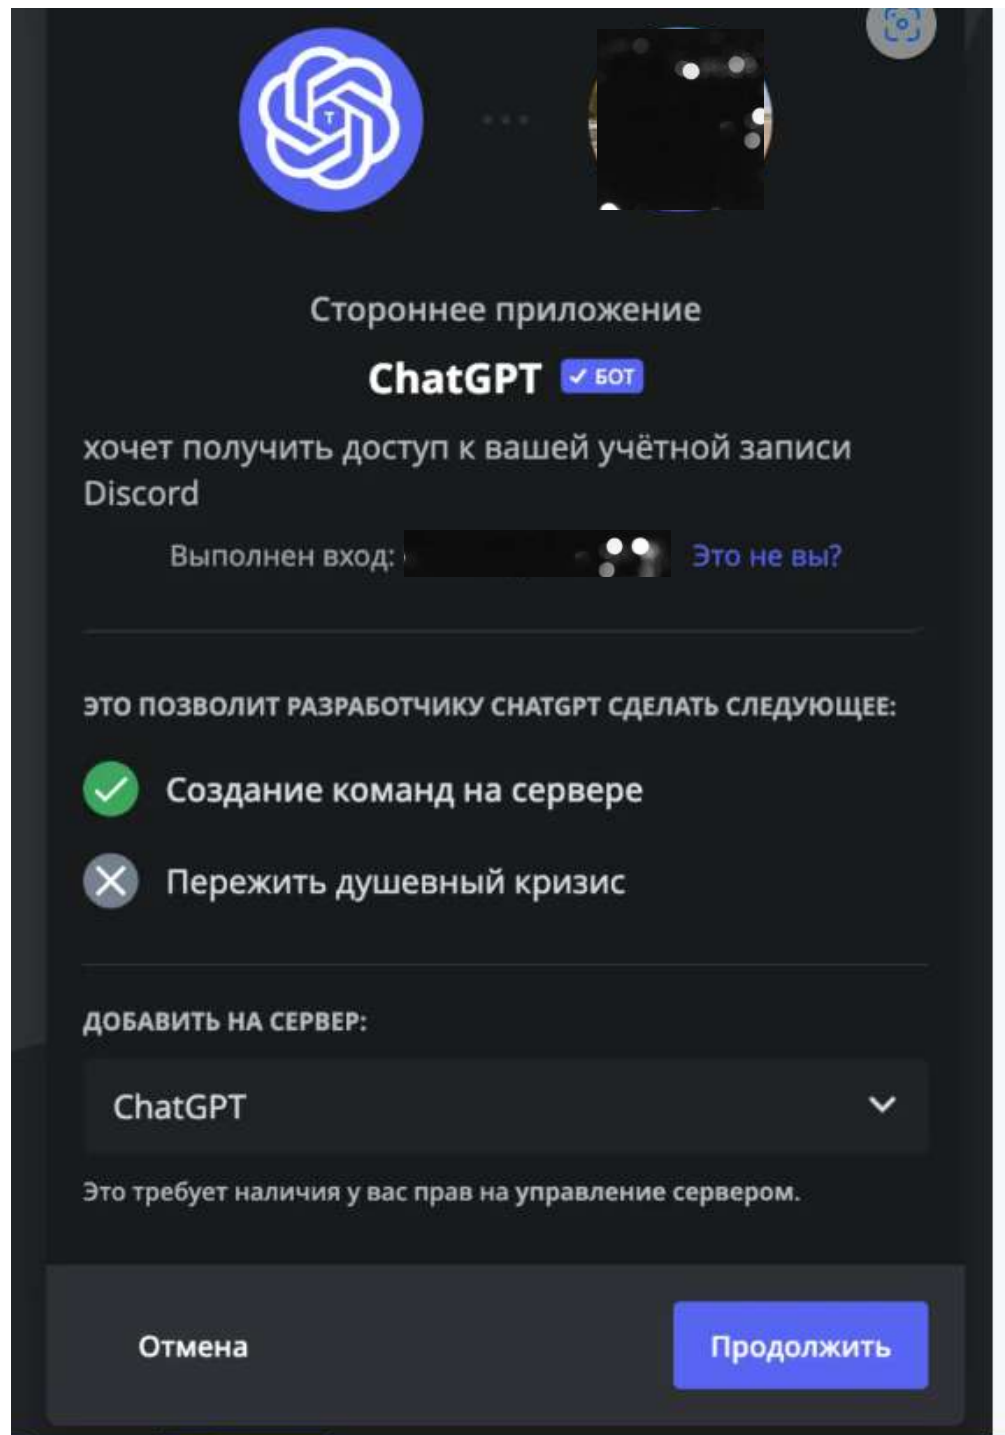 T
Стороннее приложение
ChatGPT ✓ БОТ
хочет получить доступ к вашей учётной записи
Discord
Выполнен вход: Это не вы?
ЭТО ПОЗВОЛИТ РАЗРАБОТЧИКУ CHATGPT СДЕЛАТЬ СЛЕДУЮЩЕЕ:
Создание команд на сервере
Пережить душевный кризис
ДОБАВИТЬ НА СЕРВЕР:
ChatGPT
Это требует наличия у вас прав на управление сервером.
Отмена Продолжить